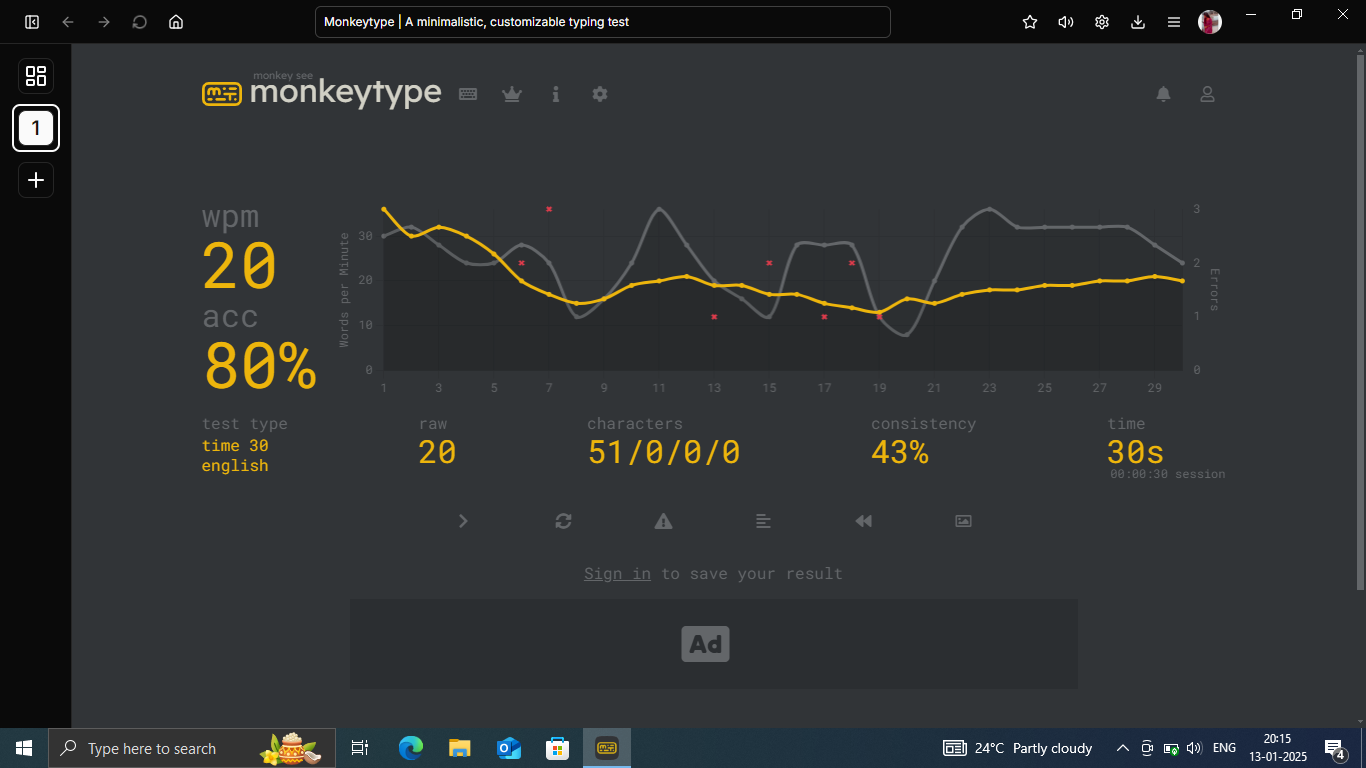 Monkeytype | A minimalistic, customizable typing test
1
monkey see
monkeytype
wpm
20
acc
80%
Words per Minute
30
20
10
0
3
2
1
0
Errors
1 3 5 7 9 11 13 15 17 19 21 23 25 27 29
test type
time 30
english
raw
20
characters
51/0/0/0
consistency
43%
time
30s
00:00:30 session
Sign in to save your result
Ad
Type here to search
24°C Partly cloudy
ENG
20:15
13-01-2025
4